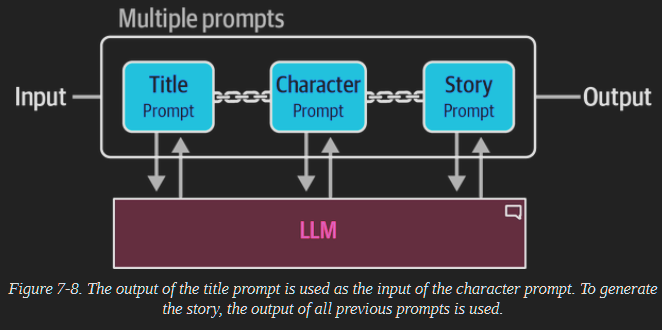 Multiple prompts
Input
Title
Prompt
Character
Prompt
Story
Prompt
Output
LLM
Figure 7-8. The output of the title prompt is used as the input of the character prompt. To generate
the story, the output of all previous prompts is used.